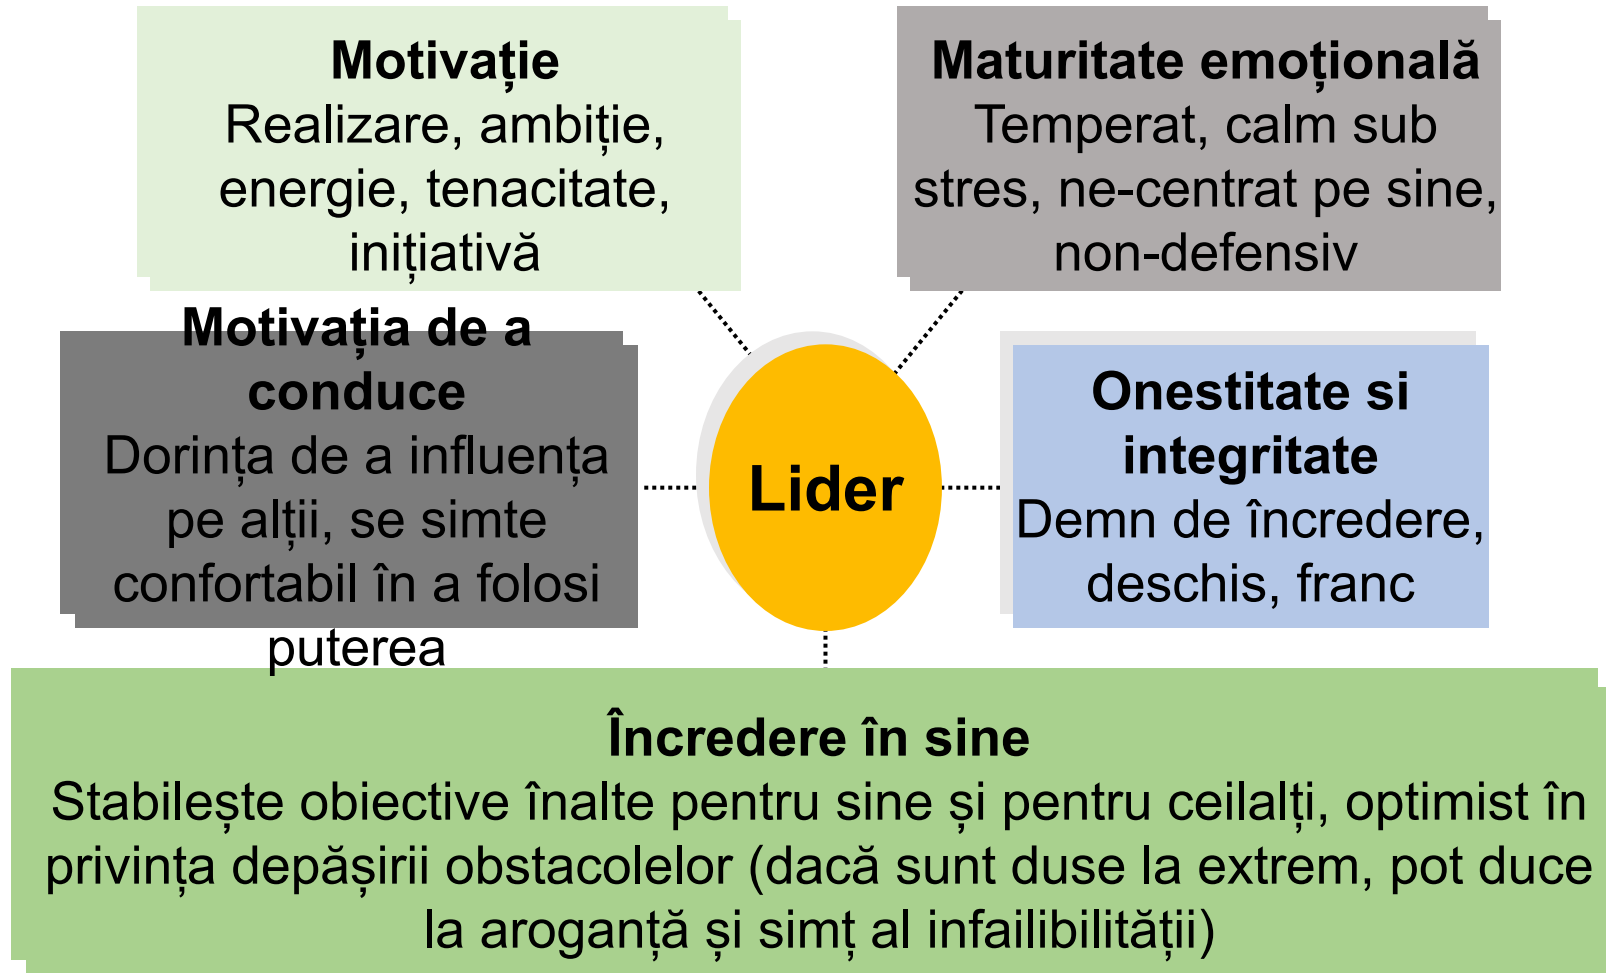 Motivație
Realizare, ambiție,
energie, tenacitate,
inițiativă
Maturitate emoțională
Temperat, calm sub
stres, ne-centrat pe sine,
non-defensiv
Motivația de a
conduce
Dorința de a influența
pe alții, se simte
confortabil în a folosi
puterea
Lider
Onestitate si
integritate
Demn de încredere,
deschis, franc
Încredere în sine
Stabilește obiective înalte pentru sine și pentru ceilalți, optimist în
privința depășirii obstacolelor (dacă sunt duse la extrem, pot duce
la aroganță și simț al infailibilității)